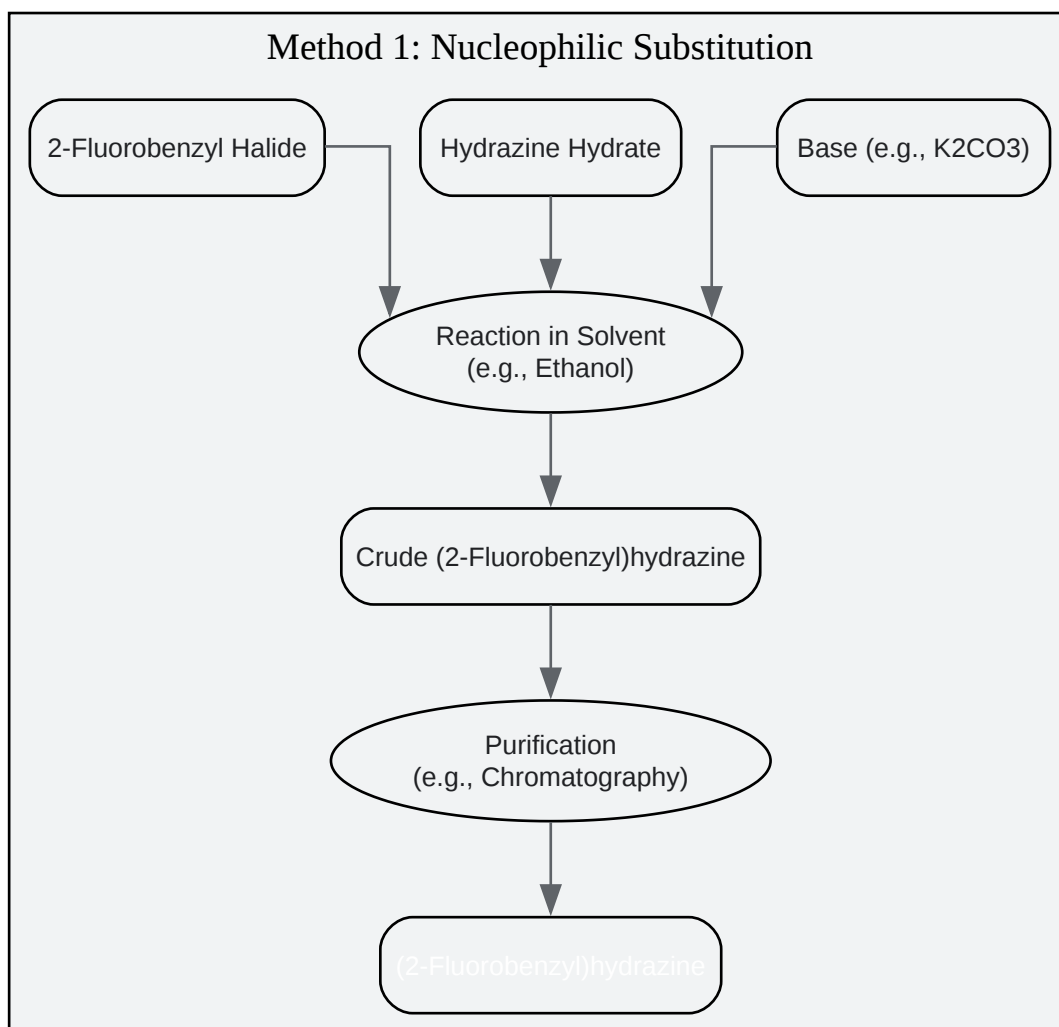 Method 1: Nucleophilic Substitution
2-Fluorobenzyl Halide
Hydrazine Hydrate
Base (e.g., K2CO3)
Reaction in Solvent
(e.g., Ethanol)
Crude (2-Fluorobenzyl)hydrazine
Purification
(e.g., Chromatography)
(2-Fluorobenzyl)hydrazine